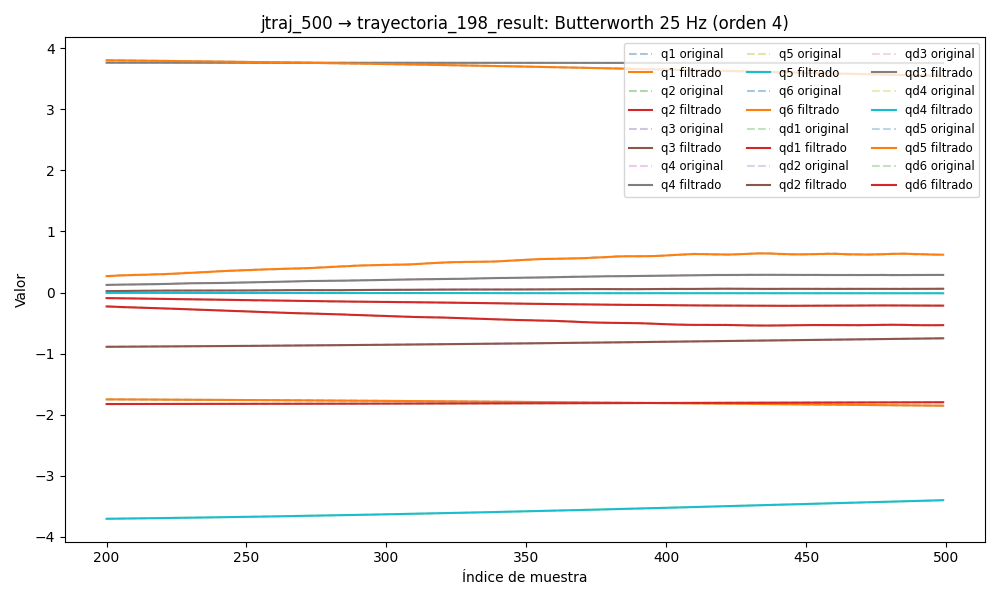 jtraj_500 → trayectoria_198_result: Butterworth 25 Hz (orden 4)
4
3
2
1
0
−1
−2
−3
−4
Valor
q1 original
q1 filtrado
q2 original
q2 filtrado
q3 original
q3 filtrado
q4 original
q4 filtrado
q5 original
q5 filtrado
q6 original
q6 filtrado
qd1 original
qd1 filtrado
qd2 original
qd2 filtrado
qd3 original
qd3 filtrado
qd4 original
qd4 filtrado
qd5 original
qd5 filtrado
qd6 original
qd6 filtrado
200
250
300
350
400
450
500
Índice de muestra